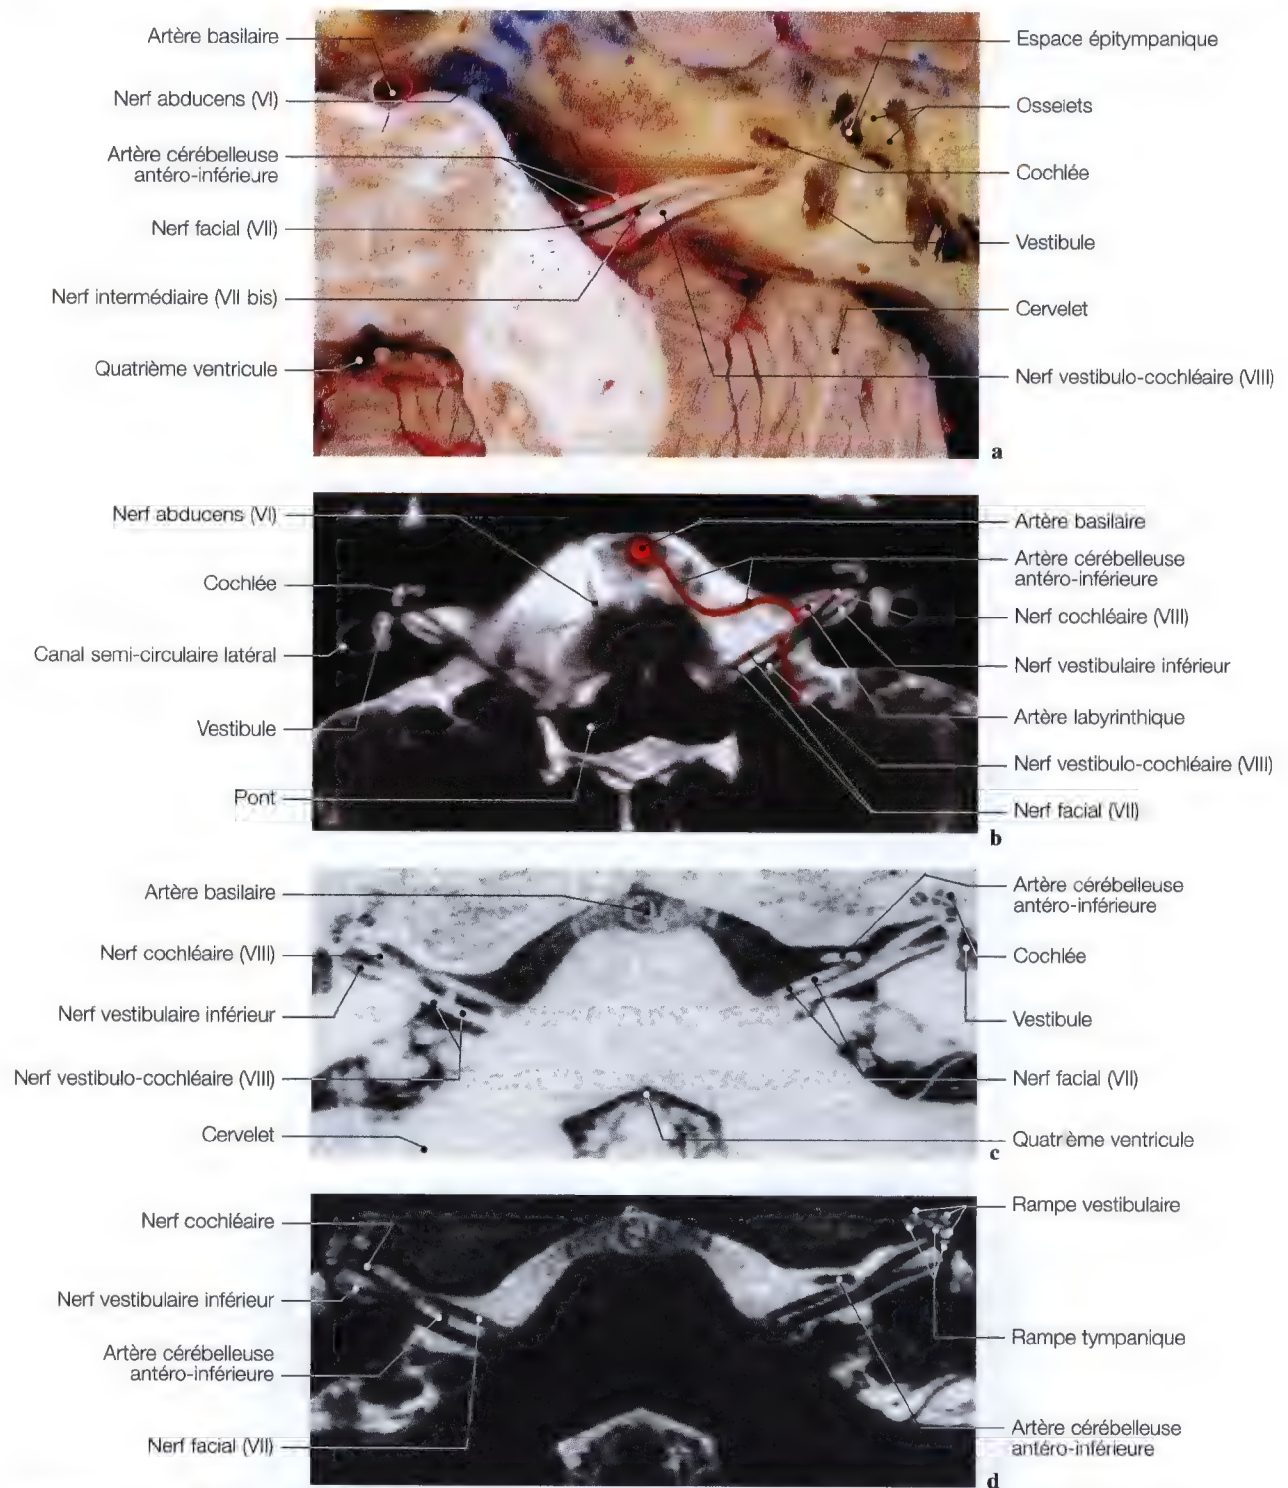 Artère basilaire
Nerf abducens (VI)
Artère cérébelleuse
antéro-inférieure
Nerf facial (VII)
Nerf intermédiaire (VII bis)
Quatrième ventricule
Espace épitympanique
Osselets
Cochlée
Vestibule
Cervelet
Nerf vestibulo-cochléaire (VIII)
a
Nerf abducens (VI)
Cochlée
Canal semi-circulaire latéral
Vestibule
Pont
Artère basilaire
Artère cérébelleuse
antéro-inférieure
Nerf cochléaire (VIII)
Nerf vestibulaire inférieur
Artère labyrinthique
Nerf vestibulo-cochléaire (VIII)
Nerf facial (VII)
b
Artère basilaire
Nerf cochléaire (VIII)
Nerf vestibulaire inférieur
Nerf vestibulo-cochléaire (VIII)
Cervelet
Artère cérébelleuse
antéro-inférieure
Cochlée
Vestibule
Nerf facial (VII)
Quatrième ventricule
c
Nerf cochléaire
Nerf vestibulaire inférieur
Artère cérébelleuse
antéro-inférieure
Nerf facial (VII)
Rampe vestibulaire
Rampe tympanique
Artère cérébelleuse
antéro-inférieure
d